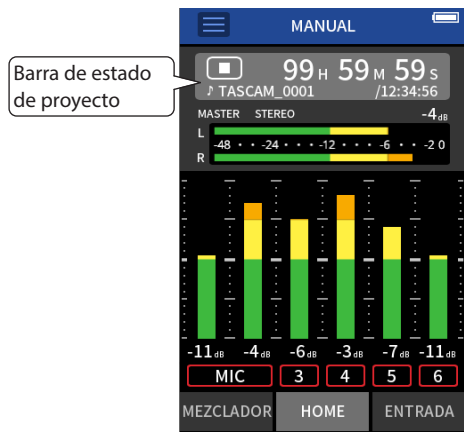 MANUAL
Barra de estado
de proyecto
99 H 59 M 59 S
♪ TASCAM_0001 /12:34:56
MASTER STEREO -4 dB
L
-48 -24 -12 -6 -2 0
R
-11 dB -4 dB -6 dB -3 dB -7 dB -11 dB
MIC 3 4 5 6
MEZCLADOR HOME ENTRADA